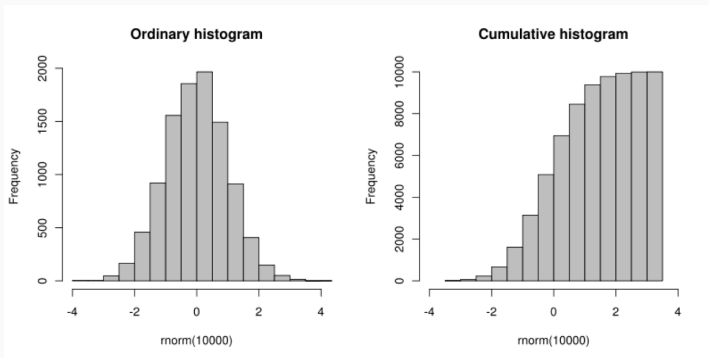 Ordinary histogram
Frequency
2000
1500
1000
500
0
-4 -2 0 2 4
rnorm(10000)
Cumulative histogram
Frequency
10000
8000
6000
4000
2000
0
-4 -2 0 2 4
rnorm(10000)